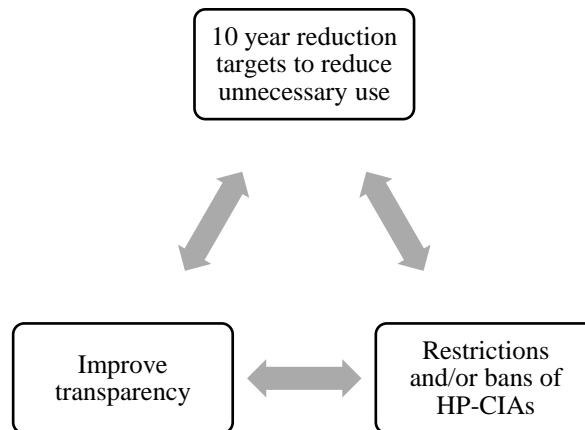 10 year reduction
targets to reduce
unnecessary use
Improve
transparency
Restrictions
and/or bans of
HP-CIAs